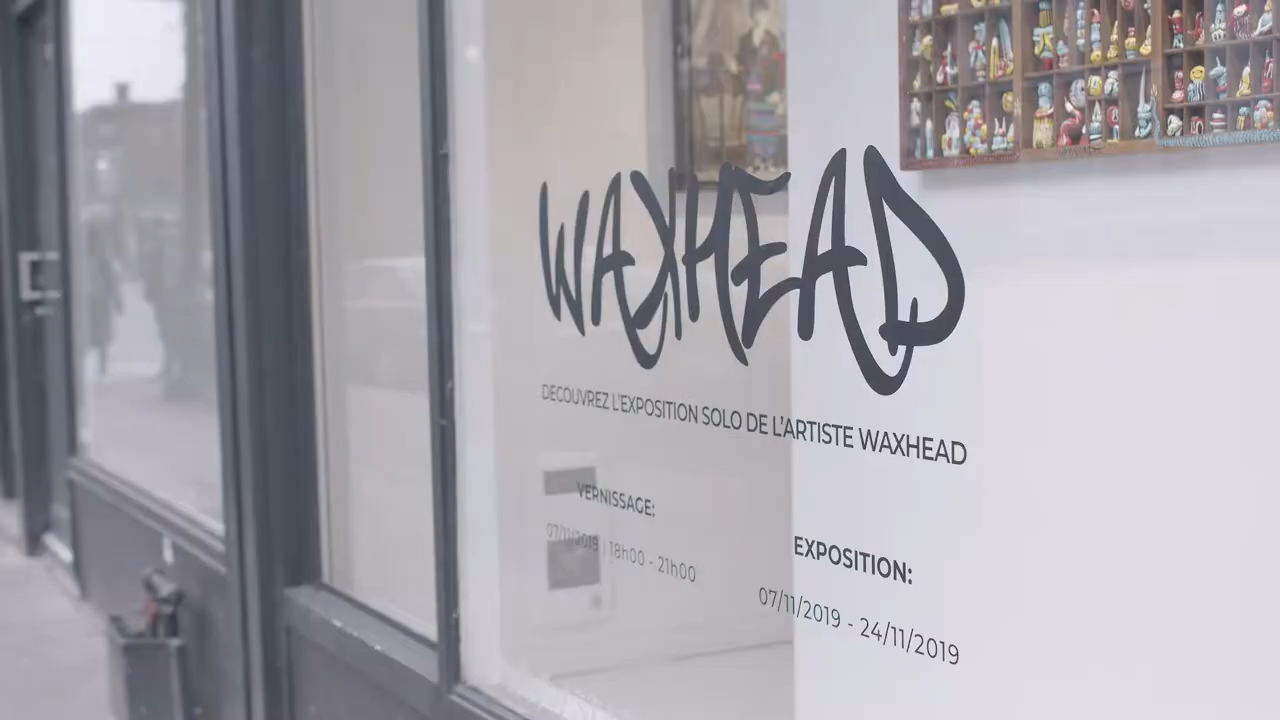 WAXHEAD
DECOUVREZ L'EXPOSITION SOLO DE L'ARTISTE WAXHEAD
VERNISSAGE:
07/11/2019 | 18h00 - 21h00
EXPOSITION:
07/11/2019 - 24/11/2019